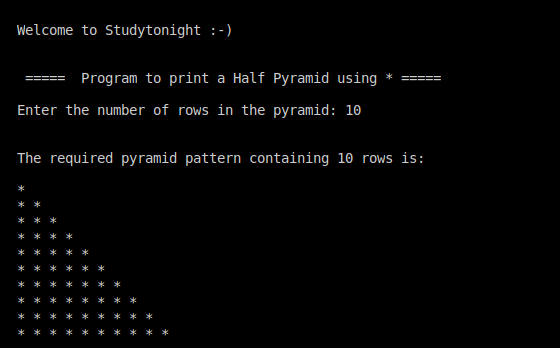 Welcome to Studytonight :-)
===== Program to print a Half Pyramid using * =====
Enter the number of rows in the pyramid: 10
The required pyramid pattern containing 10 rows is:
*
* *
* * *
* * * *
* * * * *
* * * * * *
* * * * * * *
* * * * * * * *
* * * * * * * * *
* * * * * * * * * *